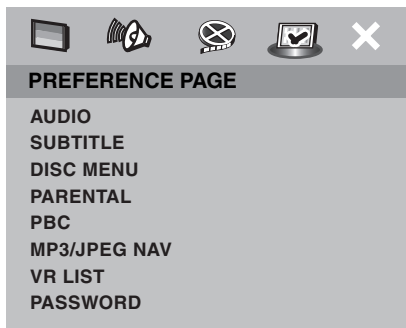 PREFERENCE PAGE
AUDIO
SUBTITLE
DISC MENU
PARENTAL
PBC
MP3/JPEG NAV
VR LIST
PASSWORD